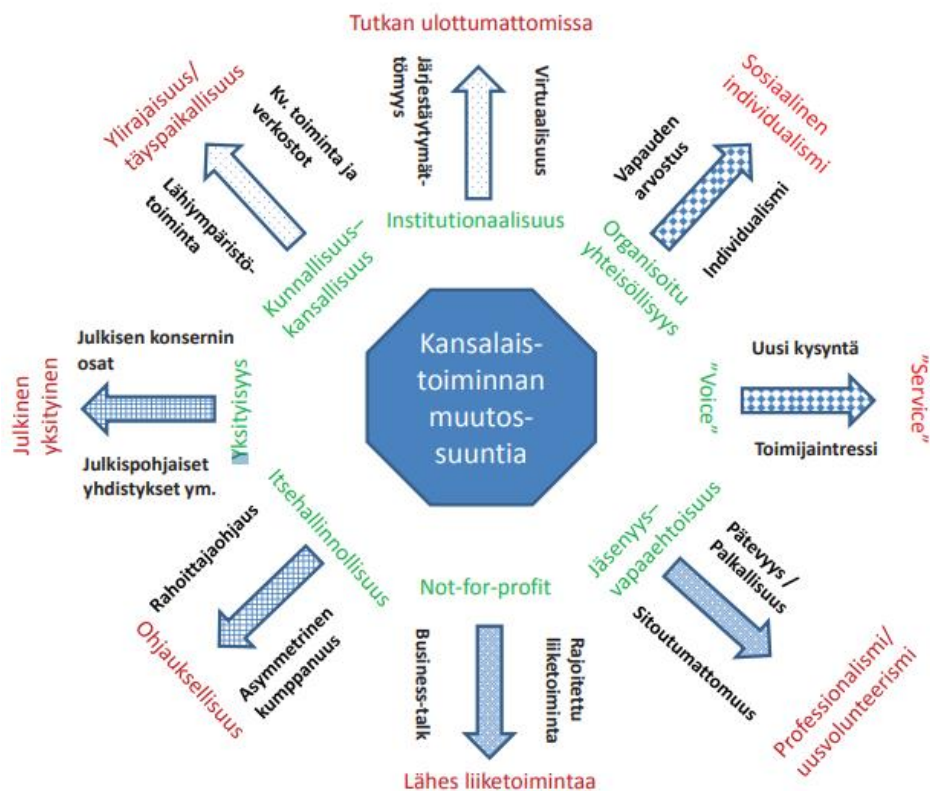 Tutkan ulottumattomissa
Järjestäytymät-
tömyys
Virtuaalisuus
Institutionaalisuus
Sosiaalinen
individualismi
Vapauden
arvostus
Individualismi
Organisoitu
yhteisöllisyys
Uusi kysyntä
"Voice"
"Service"
Toimijaintressi
Jäsenyys–
vapaaehtoisuus
Pätevyys /
Palkallisuus
Sitoutumattomuus
Professionalismi/
uusvolunteerismi
Not-for-profit
Business-talk
Rajoitettu
liiketoiminta
Lähes liiketoimintaa
Itsehallinnollisuus
Rahoittajaohjaus
Asymmetrinen
kumppanuus
Ohjauksellisuus
Yksityisyys
Julkisen konsernin
osat
Julkispohjaiset
yhdistykset ym.
Julkinen
yksityinen
Kunnallisuus–
kansallisuus
Kv. toiminta ja
verkostot
Lähiympäristö-
toiminta
Ylirajaisuus/
täyspaikallisuus
Kansalais-
toiminnan
muutos-
suuntia